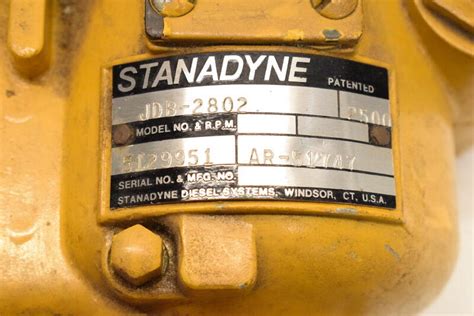 STANADYNE
PATENTED
JDB-2802 2500
MODEL NO. & R.P.M.
5129951
SERIAL NO. & MFG. NO.
STANADYNE DIESEL SYSTEMS, WINDSOR, CT. U.S.A.